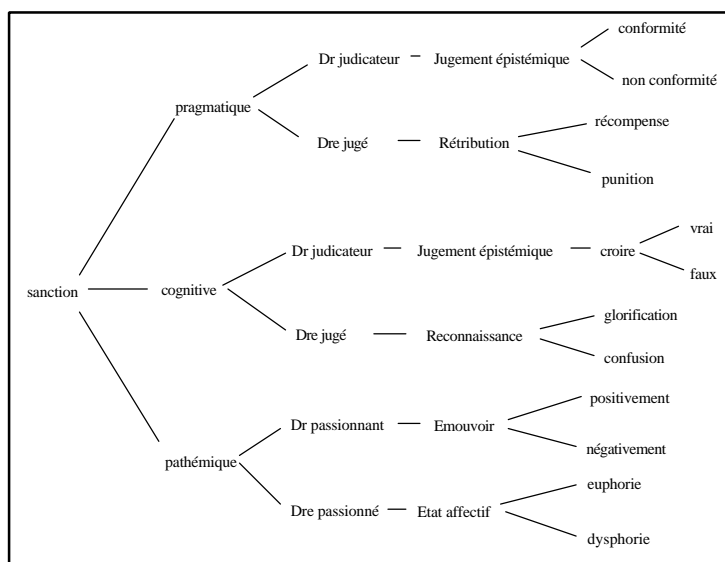 conformité
Dr judicateur
Jugement épistémique
non conformité
pragmatique
récompense
Dre jugé
Rétribution
punition
vrai
Dr judicateur
Jugement épistémique
croire
faux
sanction
cognitive
glorification
Dre jugé
Reconnaissance
confusion
positivement
Dr passionnant
Emouvoir
négativement
pathémique
euphorie
Dre passionné
Etat affectif
dysphorie